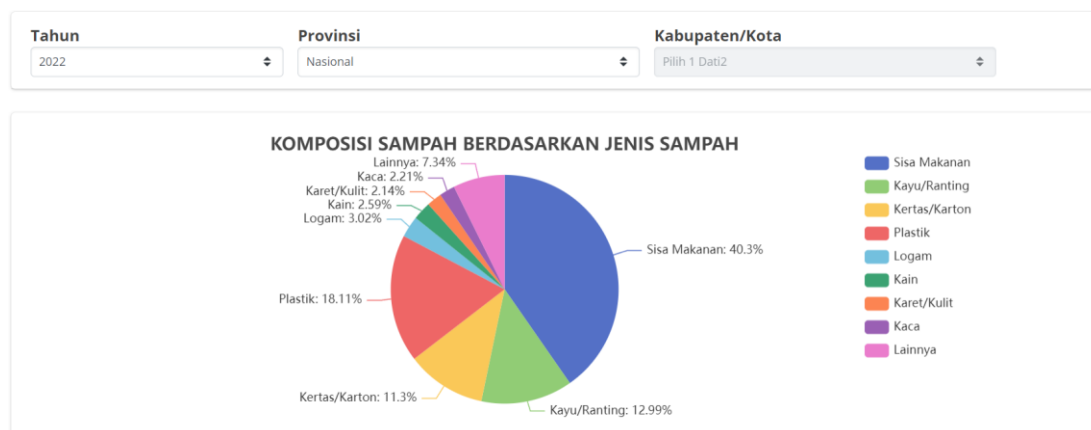 Tahun
Provinsi
Kabupaten/Kota
2022
Nasional
Pilih 1 Dati2
KOMPOSISI SAMPAH BERDASARKAN JENIS SAMPAH
Lainnya: 7.34%
Kaca: 2.21%
Karet/Kulit: 2.14%
Kain: 2.59%
Logam: 3.02%
Plastik: 18.11%
Kertas/Karton: 11.3%
Kayu/Ranting: 12.99%
Sisa Makanan: 40.3%
Sisa Makanan
Kayu/Ranting
Kertas/Karton
Plastik
Logam
Kain
Karet/Kulit
Kaca
Lainnya